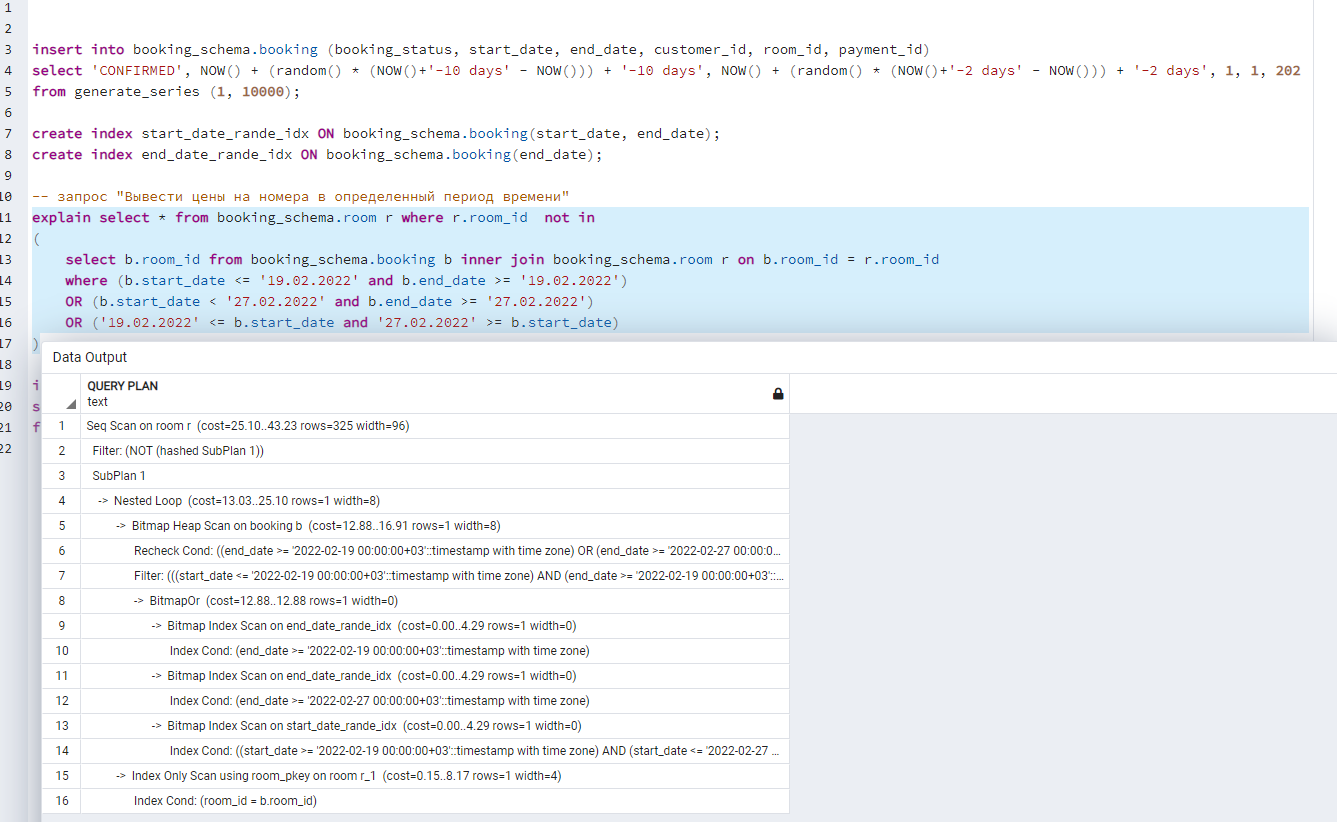 1
2
3 insert into booking_schema.booking (booking_status, start_date, end_date, customer_id, room_id, payment_id)
4 select 'CONFIRMED', NOW() + (random() * (NOW()+'-10 days' - NOW())) + '-10 days', NOW() + (random() * (NOW()+'-2 days' - NOW())) + '-2 days', 1, 1, 202
5 from generate_series (1, 10000);
6
7 create index start_date_rande_idx ON booking_schema.booking(start_date, end_date);
8 create index end_date_rande_idx ON booking_schema.booking(end_date);
9
10 -- запрос "Вывести цены на номера в определенный период времени"
11 explain select * from booking_schema.room r where r.room_id  not in
12 (
13 select b.room_id from booking_schema.booking b inner join booking_schema.room r on b.room_id = r.room_id
14 where (b.start_date <= '19.02.2022' and b.end_date >= '19.02.2022')
15 OR (b.start_date < '27.02.2022' and b.end_date >= '27.02.2022')
16 OR ('19.02.2022' <= b.start_date and '27.02.2022' >= b.start_date)
17 )
18
19 i
20 s
21 f
22
Data Output
QUERY PLAN
text
1 Seq Scan on room r (cost=25.10..43.23 rows=325 width=96)
2 Filter: (NOT (hashed SubPlan 1))
3 SubPlan 1
4 -> Nested Loop (cost=13.03..25.10 rows=1 width=8)
5 -> Bitmap Heap Scan on booking b (cost=12.88..16.91 rows=1 width=8)
6 Recheck Cond: ((end_date >= '2022-02-19 00:00:00+03'::timestamp with time zone) OR (end_date >= '2022-02-27 00:00:0...
7 Filter: (((start_date <= '2022-02-19 00:00:00+03'::timestamp with time zone) AND (end_date >= '2022-02-19 00:00:00+03'::...
8 -> BitmapOr (cost=12.88..12.88 rows=1 width=0)
9 -> Bitmap Index Scan on end_date_rande_idx (cost=0.00..4.29 rows=1 width=0)
10 Index Cond: (end_date >= '2022-02-19 00:00:00+03'::timestamp with time zone)
11 -> Bitmap Index Scan on end_date_rande_idx (cost=0.00..4.29 rows=1 width=0)
12 Index Cond: (end_date >= '2022-02-27 00:00:00+03'::timestamp with time zone)
13 -> Bitmap Index Scan on start_date_rande_idx (cost=0.00..4.29 rows=1 width=0)
14 Index Cond: ((start_date >= '2022-02-19 00:00:00+03'::timestamp with time zone) AND (start_date <= '2022-02-27 ...
15 -> Index Only Scan using room_pkey on room r_1 (cost=0.15..8.17 rows=1 width=4)
16 Index Cond: (room_id = b.room_id)